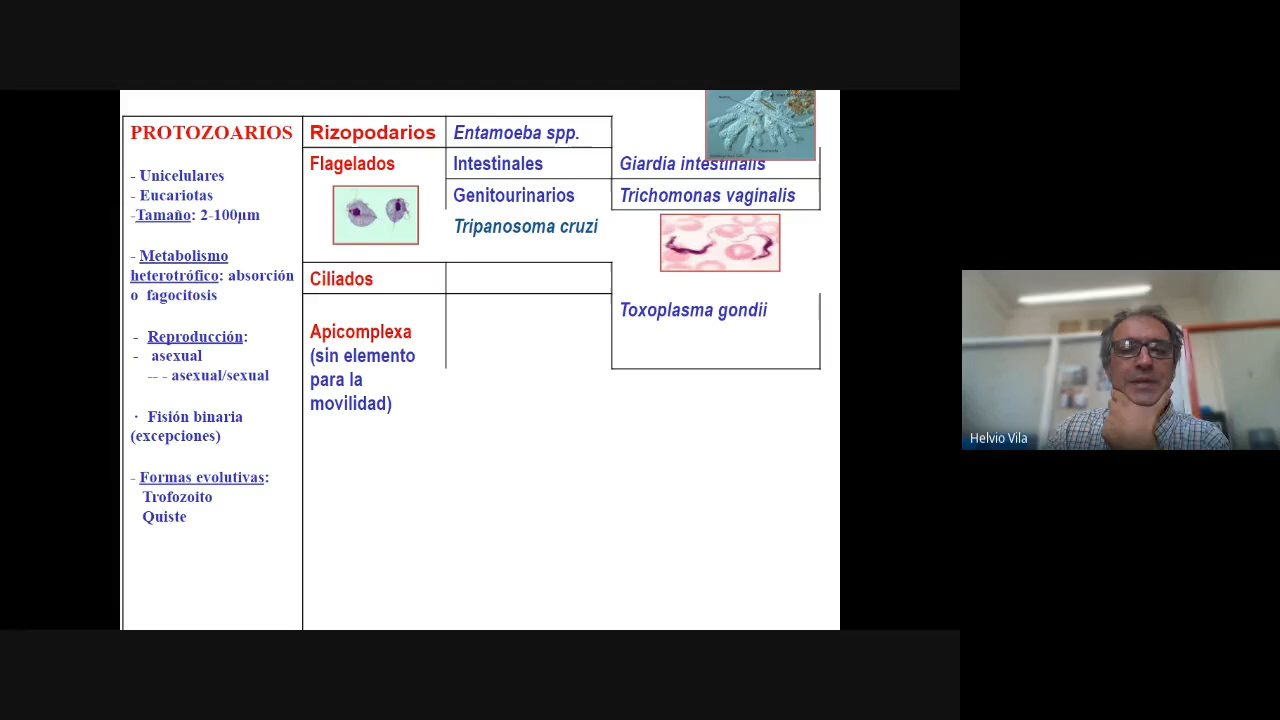 PROTOZOARIOS
- Unicelulares
- Eucariotas
-Tamaño: 2-100µm
- Metabolismo
heterotrófico: absorción
o fagocitosis
- Reproducción:
- asexual
-- - asexual/sexual
· Fisión binaria
(excepciones)
- Formas evolutivas:
Trofozoito
Quiste
Rizopodarios
Entamoeba spp.
Flagelados
Intestinales
Giardia intestinalis
Genitourinarios
Trichomonas vaginalis
Tripanosoma cruzi
Ciliados
Apicomplexa
(sin elemento
para la
movilidad)
Toxoplasma gondii
Helvio Vila